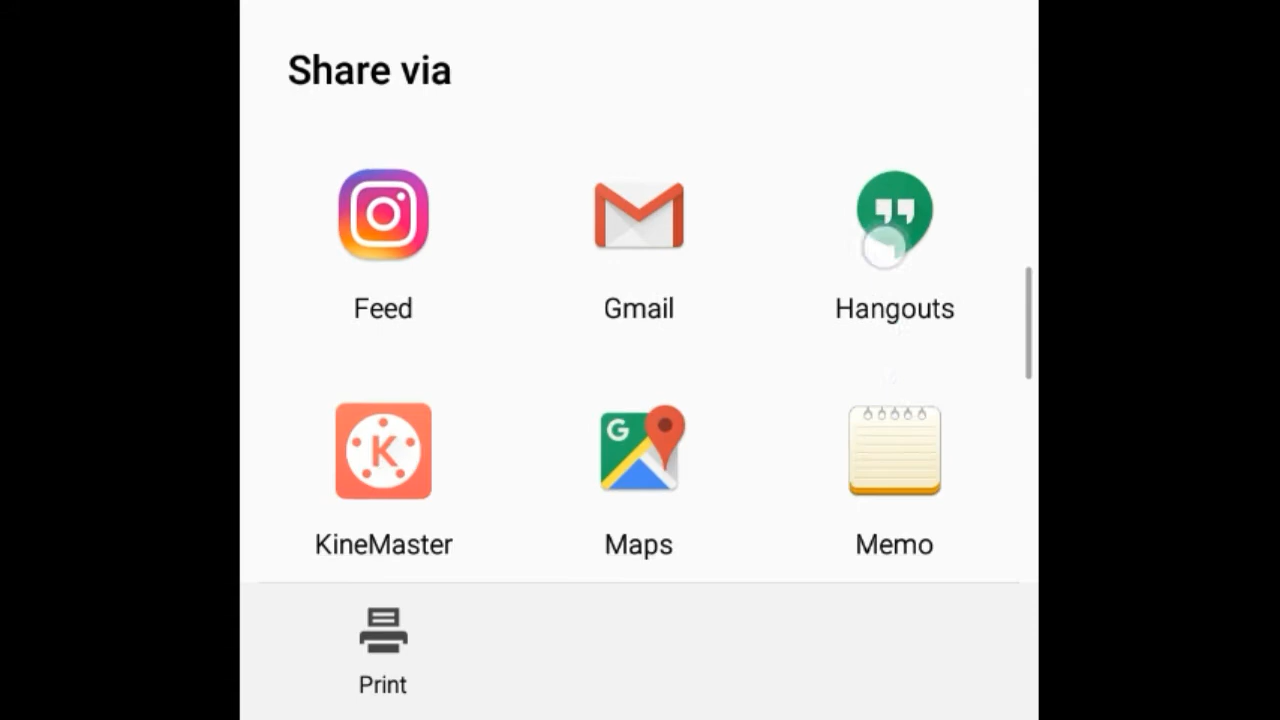 Share via
Feed
Gmail
Hangouts
K
G
KineMaster
Maps
Memo
Print